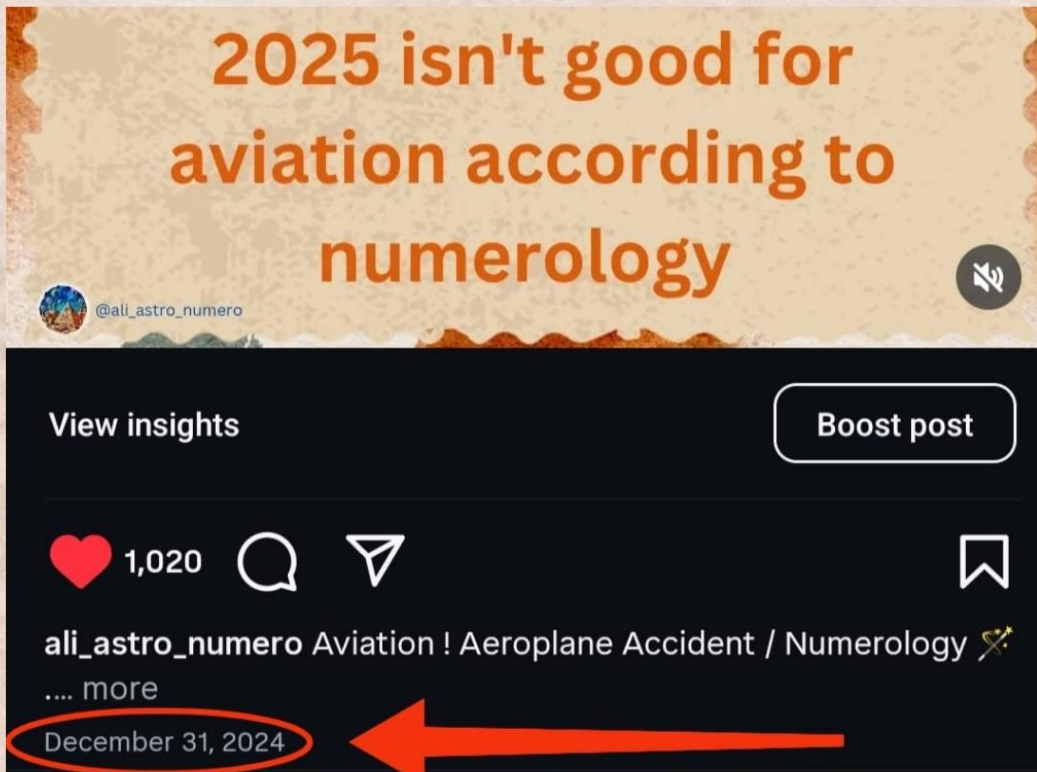 2025 isn't good for
aviation according to
numerology
@ali_astro_numero
View insights
Boost post
1,020
ali_astro_numero Aviation ! Aeroplane Accident / Numerology
.... more
December 31, 2024